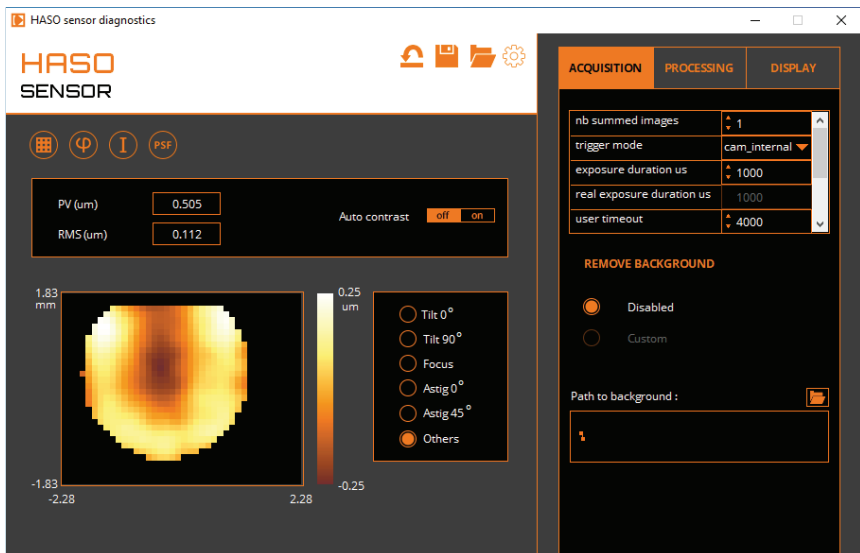 HASO sensor diagnostics
HASO
SENSOR
φ
I
PSF
PV (um) 0.505
RMS (um) 0.112
Auto contrast off on
1.83
mm
-1.83
-2.28 2.28
0.25
um
-0.25
Tilt 0°
Tilt 90°
Focus
Astig 0°
Astig 45°
Others
ACQUISITION PROCESSING DISPLAY
nb summed images 1
trigger mode cam_internal
exposure duration us 1000
real exposure duration us 1000
user timeout 4000
REMOVE BACKGROUND
Disabled
Custom
Path to background :